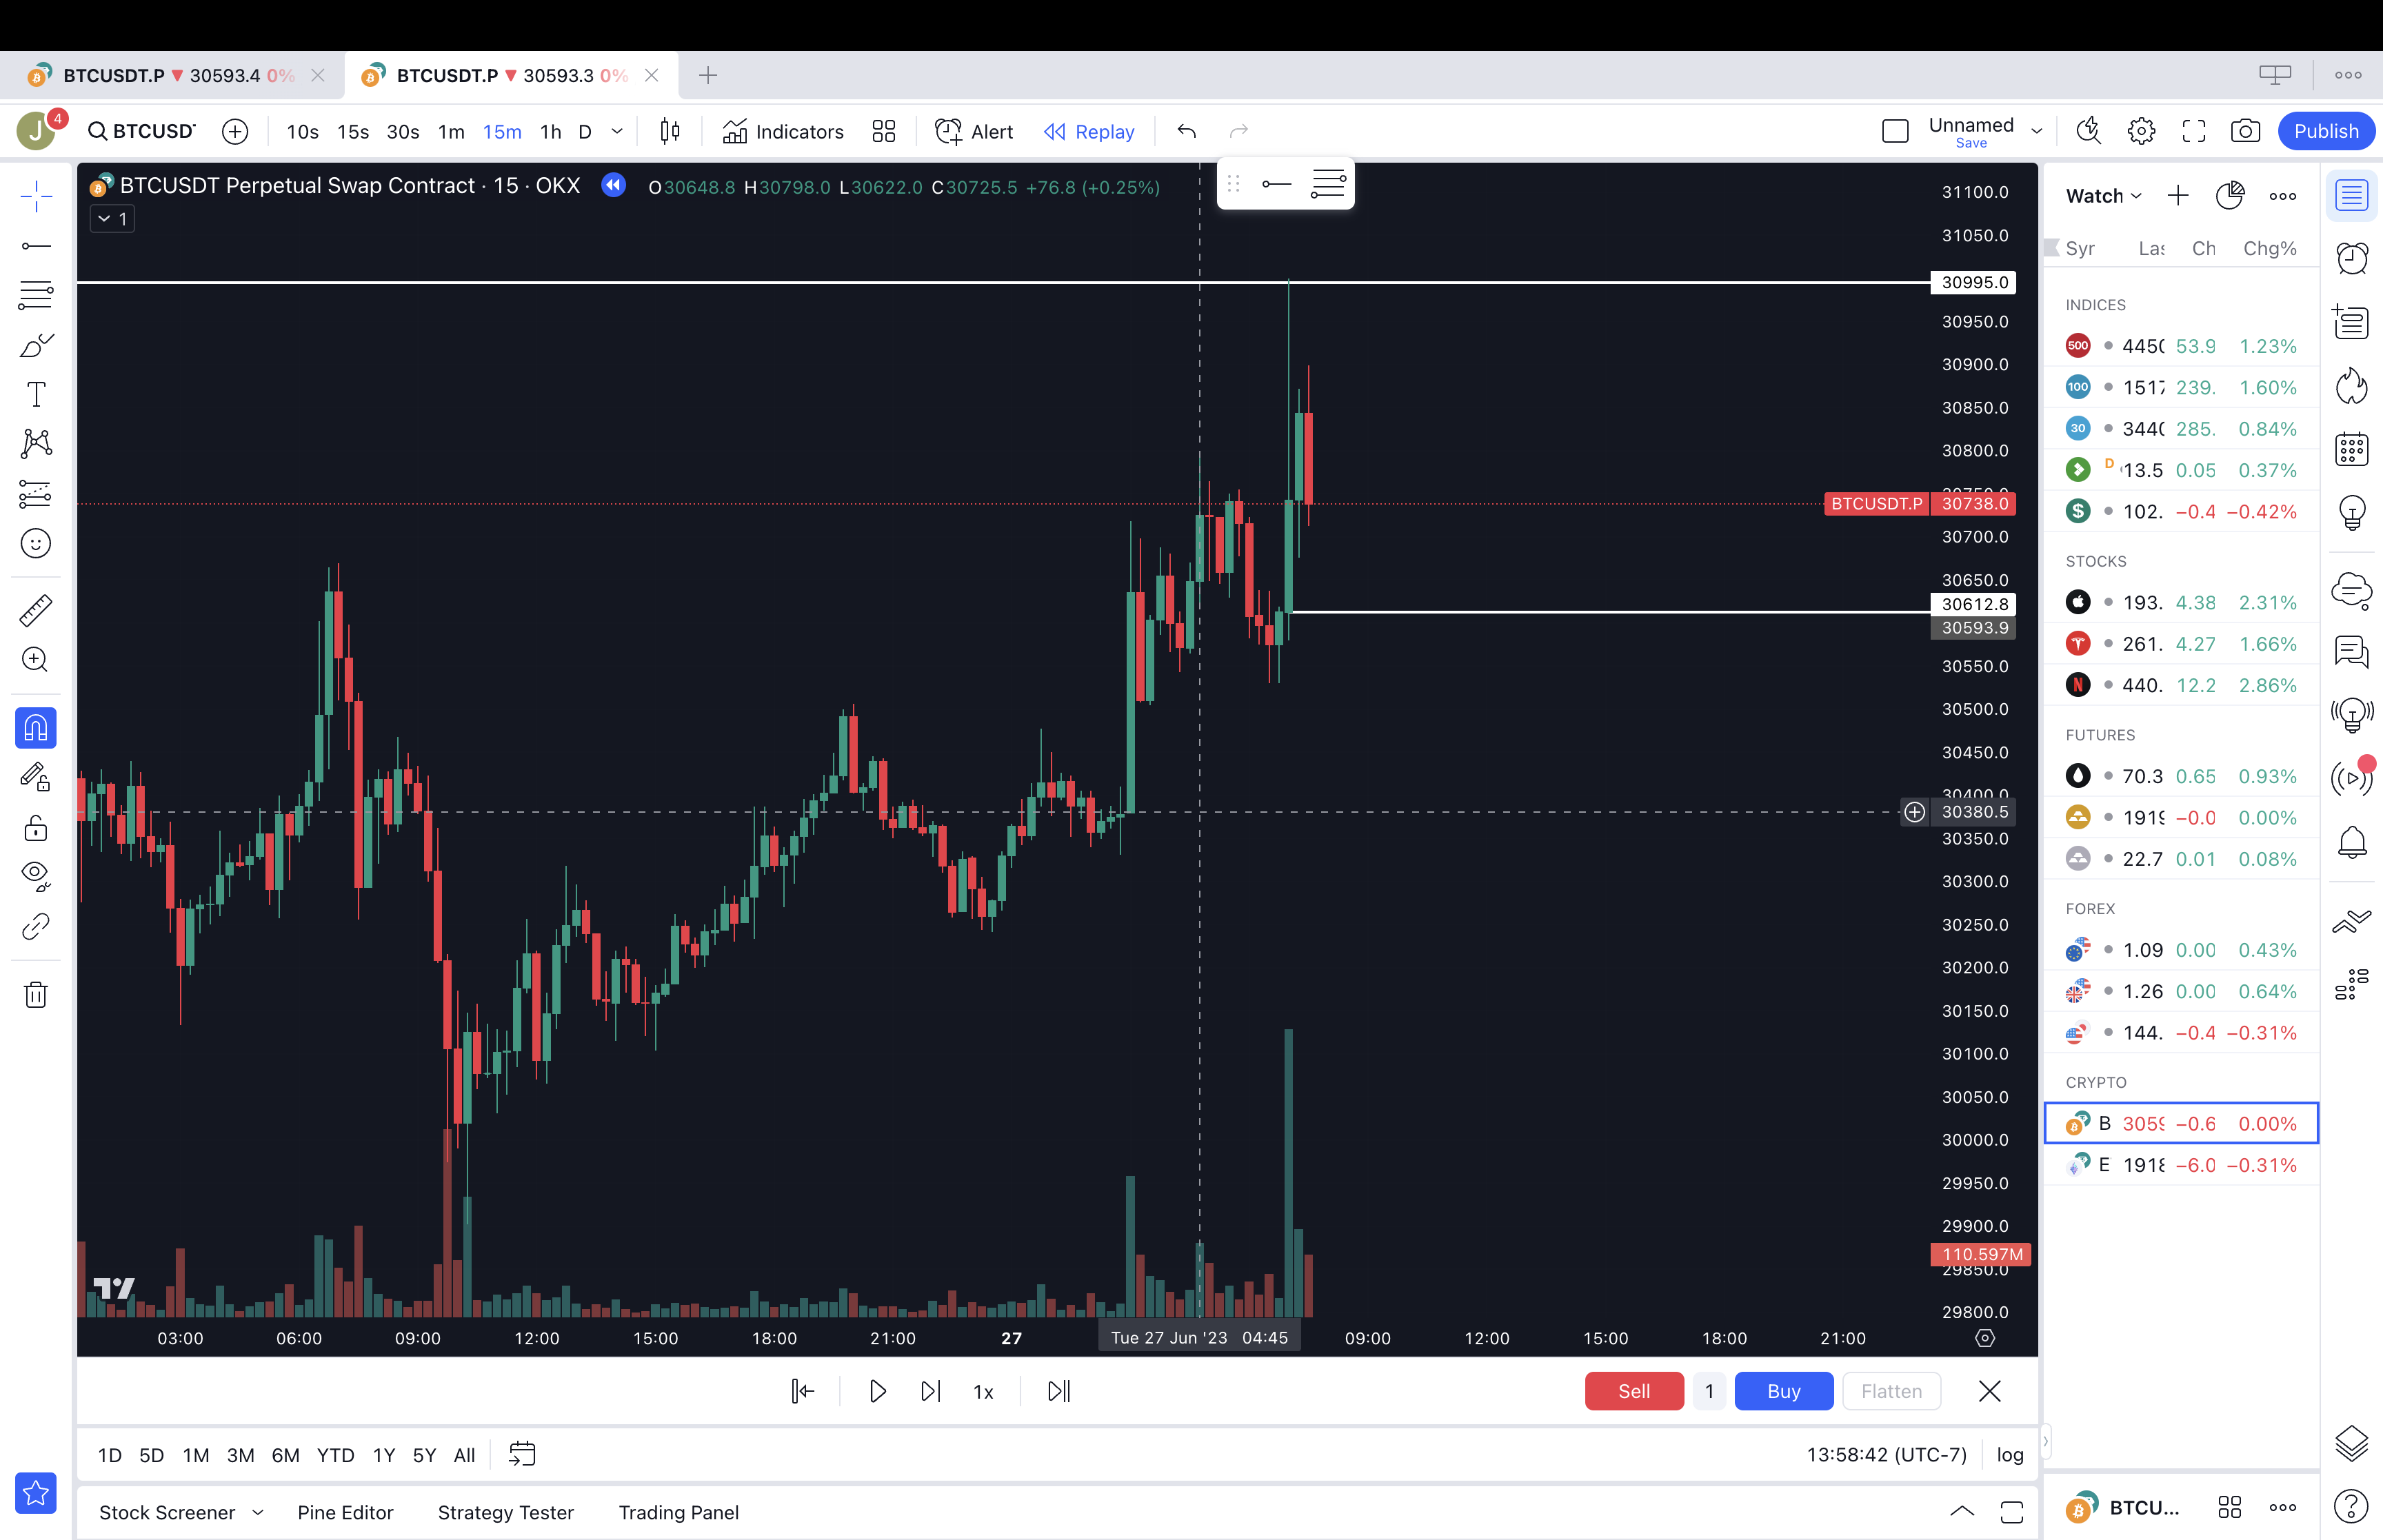 BTCUSDT.P 30593.4 0%
BTCUSDT.P 30593.3 0%
J 4 BTCUSD 10s 15s 30s 1m 15m 1h D Indicators Alert Replay Unnamed Save Publish
BTCUSDT Perpetual Swap Contract · 15 · OKX O30648.8 H30798.0 L30622.0 C30725.5 +76.8 (+0.25%)
1
31100.0
31050.0
30995.0
30950.0
30900.0
30850.0
30800.0
30750.0
BTCUSDT.P 30738.0
30700.0
30650.0
30612.8
30593.9
30550.0
30500.0
30450.0
30400.0
30380.5
30350.0
30300.0
30250.0
30200.0
30150.0
30100.0
30050.0
30000.0
29950.0
29900.0
110.597M
29850.0
29800.0
03:00 06:00 09:00 12:00 15:00 18:00 21:00 27 Tue 27 Jun '23 04:45 09:00 12:00 15:00 18:00 21:00
1x Sell 1 Buy Flatten
1D 5D 1M 3M 6M YTD 1Y 5Y All 13:58:42 (UTC-7) log
Stock Screener Pine Editor Strategy Tester Trading Panel
Watch
Syr Las Ch Chg%
INDICES
500 445 53.9 1.23%
100 151 239. 1.60%
30 344 285. 0.84%
D 13.5 0.05 0.37%
$ 102. −0.4 −0.42%
STOCKS
193. 4.38 2.31%
261. 4.27 1.66%
N 440. 12.2 2.86%
FUTURES
70.3 0.65 0.93%
1919 −0.0 0.00%
22.7 0.01 0.08%
FOREX
1.09 0.00 0.43%
1.26 0.00 0.64%
144. −0.4 −0.31%
CRYPTO
B 3059 −0.6 0.00%
E 1918 −6.0 −0.31%
BTCU...